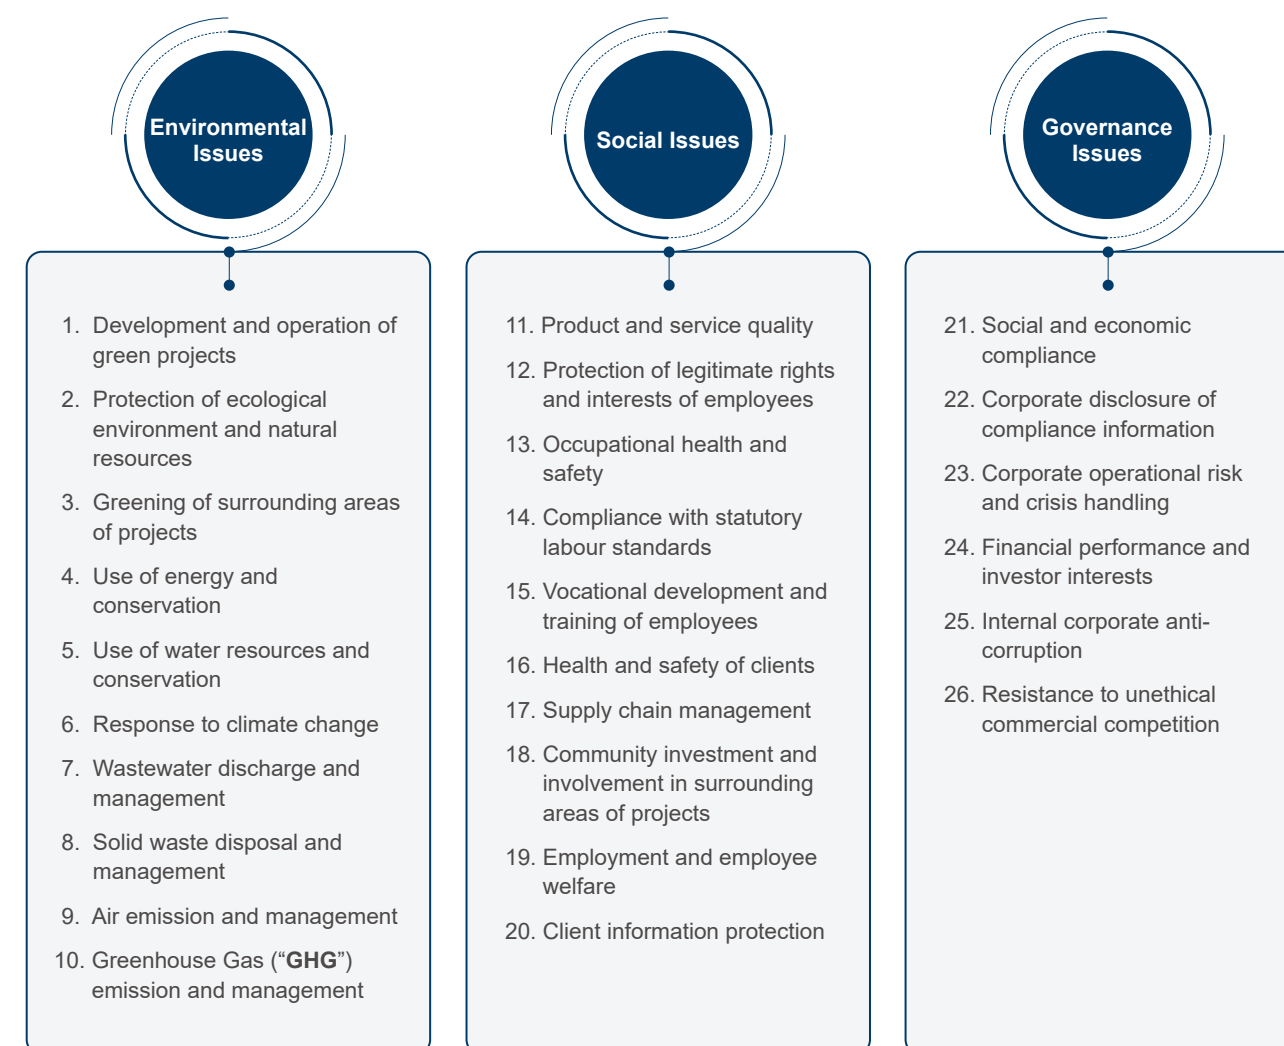 Environmental
Issues
1. Development and operation of
green projects
2. Protection of ecological
environment and natural
resources
3. Greening of surrounding areas
of projects
4. Use of energy and
conservation
5. Use of water resources and
conservation
6. Response to climate change
7. Wastewater discharge and
management
8. Solid waste disposal and
management
9. Air emission and management
10. Greenhouse Gas (“GHG”)
emission and management
Social Issues
11. Product and service quality
12. Protection of legitimate rights
and interests of employees
13. Occupational health and
safety
14. Compliance with statutory
labour standards
15. Vocational development and
training of employees
16. Health and safety of clients
17. Supply chain management
18. Community investment and
involvement in surrounding
areas of projects
19. Employment and employee
welfare
20. Client information protection
Governance
Issues
21. Social and economic
compliance
22. Corporate disclosure of
compliance information
23. Corporate operational risk
and crisis handling
24. Financial performance and
investor interests
25. Internal corporate anti-
corruption
26. Resistance to unethical
commercial competition